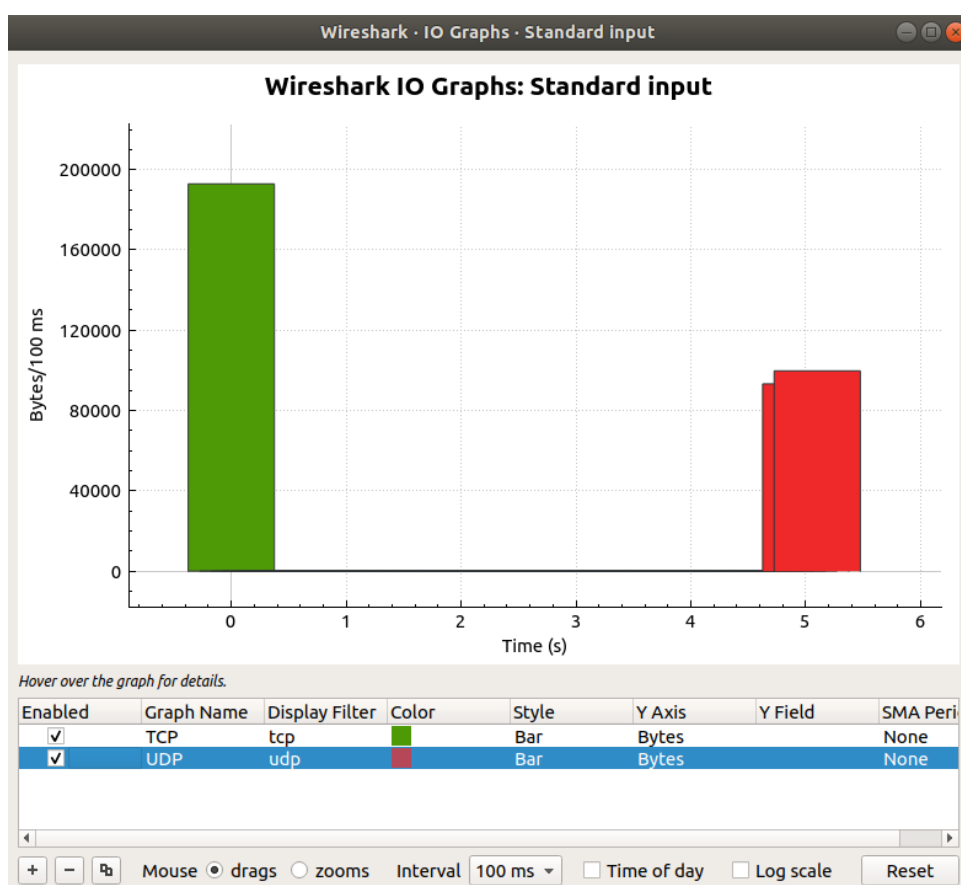 Wireshark · IO Graphs · Standard input
Wireshark IO Graphs: Standard input
200000
160000
120000
80000
40000
0
Bytes/100 ms
0 1 2 3 4 5 6
Time (s)
Hover over the graph for details.
Enabled Graph Name Display Filter Color Style Y Axis Y Field SMA Peri
TCP tcp Bar Bytes None
UDP udp Bar Bytes None
+ − Mouse drags zooms Interval 100 ms Time of day Log scale Reset